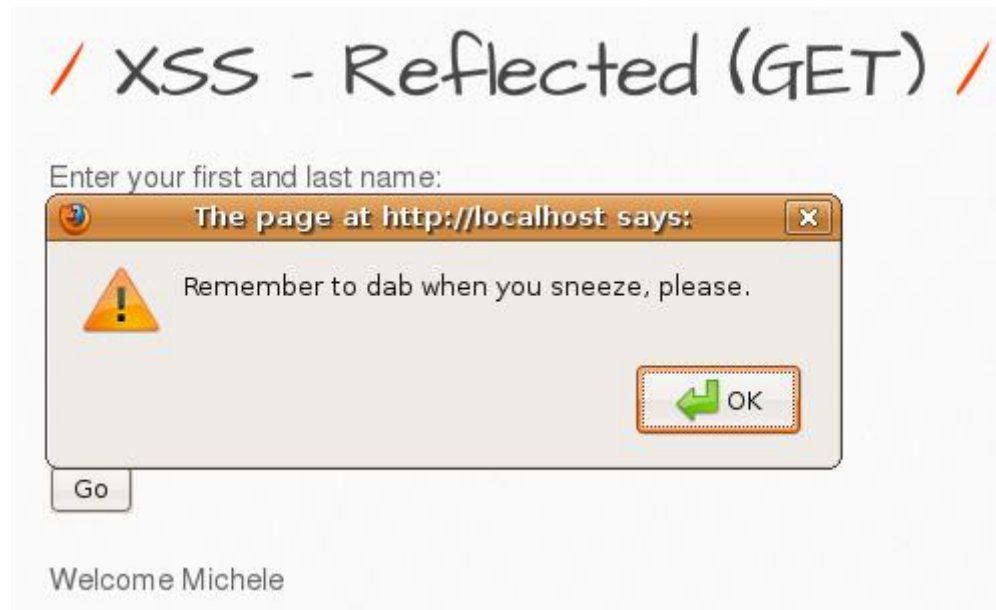 / XSS - Reflected (GET) /
Enter your first and last name:
The page at http://localhost says:
Remember to dab when you sneeze, please.
OK
Go
Welcome Michele